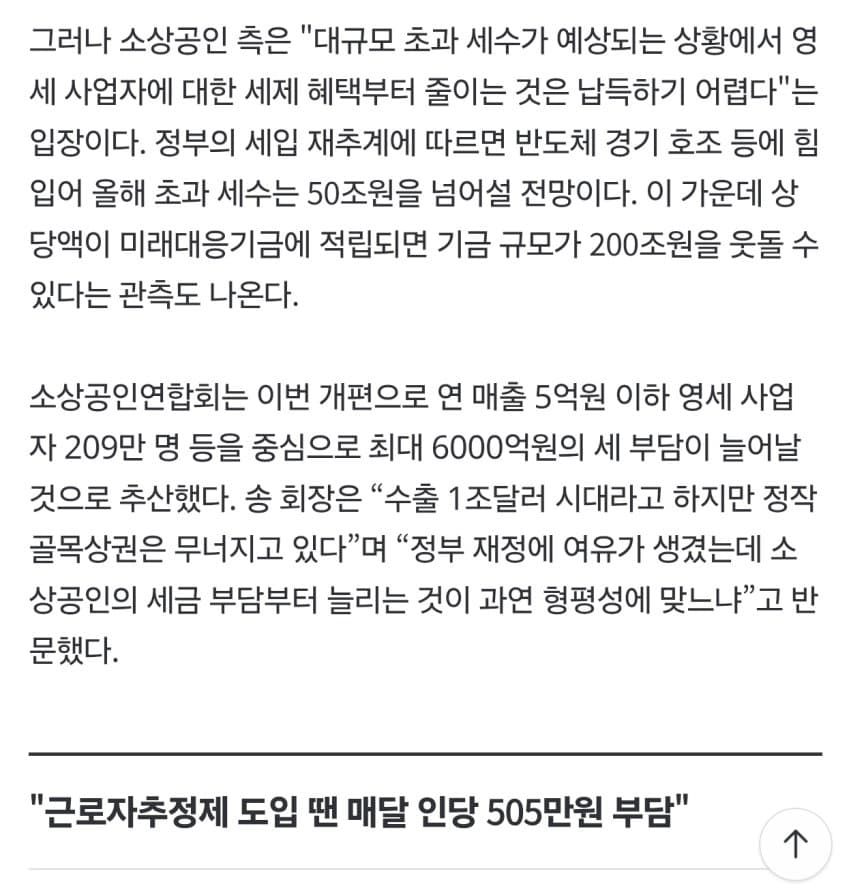 그러나 소상공인 측은 "대규모 초과 세수가 예상되는 상황에서 영
세 사업자에 대한 세제 혜택부터 줄이는 것은 납득하기 어렵다"는
입장이다. 정부의 세입 재추계에 따르면 반도체 경기 호조 등에 힘
입어 올해 초과 세수는 50조원을 넘어설 전망이다. 이 가운데 상
당액이 미래대응기금에 적립되면 기금 규모가 200조원을 웃돌 수
있다는 관측도 나온다.
소상공인연합회는 이번 개편으로 연 매출 5억원 이하 영세 사업
자 209만 명 등을 중심으로 최대 6000억원의 세 부담이 늘어날
것으로 추산했다. 송 회장은 “수출 1조달러 시대라고 하지만 정작
골목상권은 무너지고 있다”며 “정부 재정에 여유가 생겼는데 소
상공인의 세금 부담부터 늘리는 것이 과연 형평성에 맞느냐”고 반
문했다.
"근로자추정제 도입 땐 매달 인당 505만원 부담"